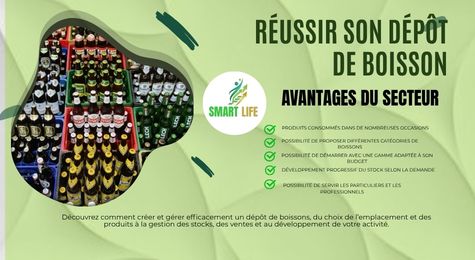 RÉUSSIR SON DÉPÔT
DE BOISSON
AVANTAGES DU SECTEUR
SMART LIFE
PRODUITS CONSOMMÉS DANS DE NOMBREUSES OCCASIONS
POSSIBILITÉ DE PROPOSER DIFFÉRENTES CATÉGORIES DE
BOISSONS
POSSIBILITÉ DE DÉMARRER AVEC UNE GAMME ADAPTÉE À SON
BUDGET
DÉVELOPPEMENT PROGRESSIF DU STOCK SELON LA DEMANDE
POSSIBILITÉ DE SERVIR LES PARTICULIERS ET LES
PROFESSIONNELS
Découvrez comment créer et gérer efficacement un dépôt de boissons, du choix de l'emplacement et des
produits à la gestion des stocks, des ventes et au développement de votre activité.